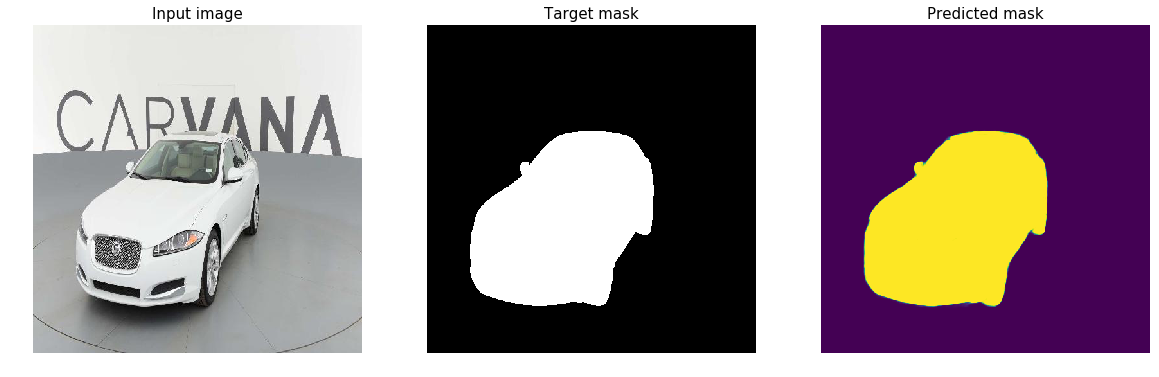 Input image
Target mask
Predicted mask
CARVANA